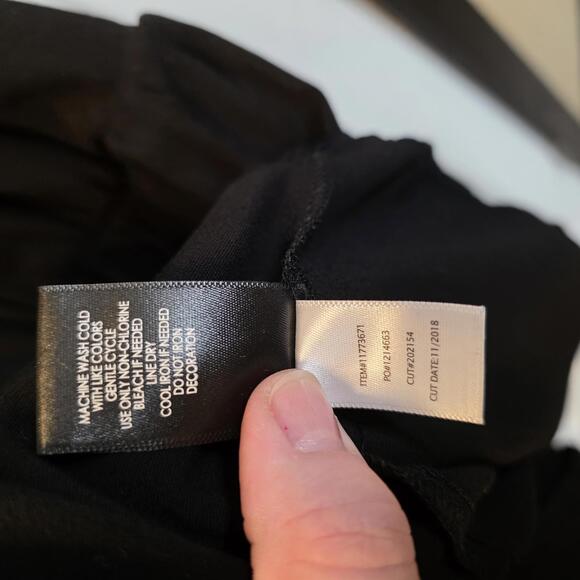 MACHINE WASH COLD
WITH LIKE COLORS
GENTLE CYCLE
USE ONLY NON-CHLORINE
BLEACH IF NEEDED
LINE DRY
COOL IRON IF NEEDED
DO NOT IRON
DECORATION
ITEM#11773671
PO#1214663
CUT#202154
CUT DATE:11/2018